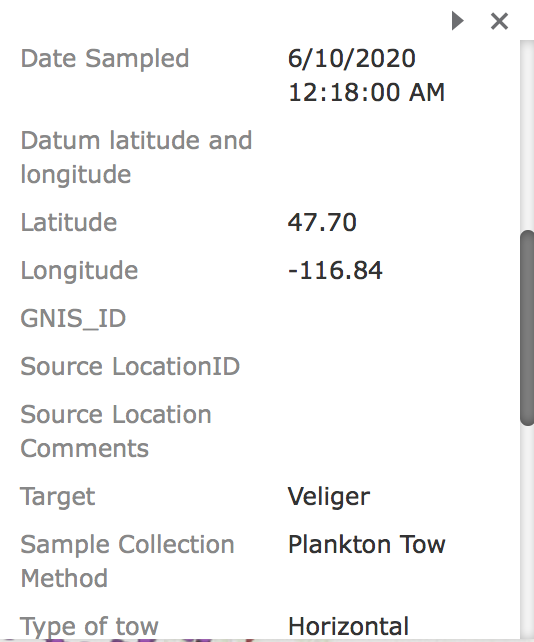 Date Sampled 6/10/2020
12:18:00 AM
Datum latitude and
longitude
Latitude 47.70
Longitude -116.84
GNIS_ID
Source LocationID
Source Location
Comments
Target Veliger
Sample Collection Plankton Tow
Method
Type of tow Horizontal